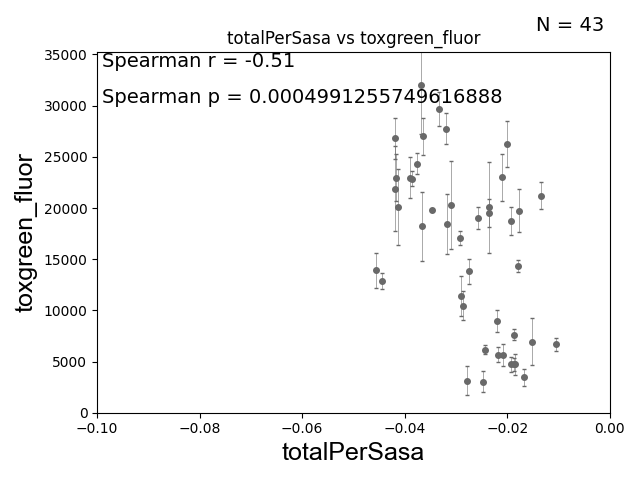 N = 43
totalPerSasa vs toxgreen_fluor
Spearman r = -0.51
Spearman p = 0.0004991255749616888
toxgreen_fluor
35000
30000
25000
20000
15000
10000
5000
0
−0.10
−0.08
−0.06
−0.04
−0.02
0.00
totalPerSasa